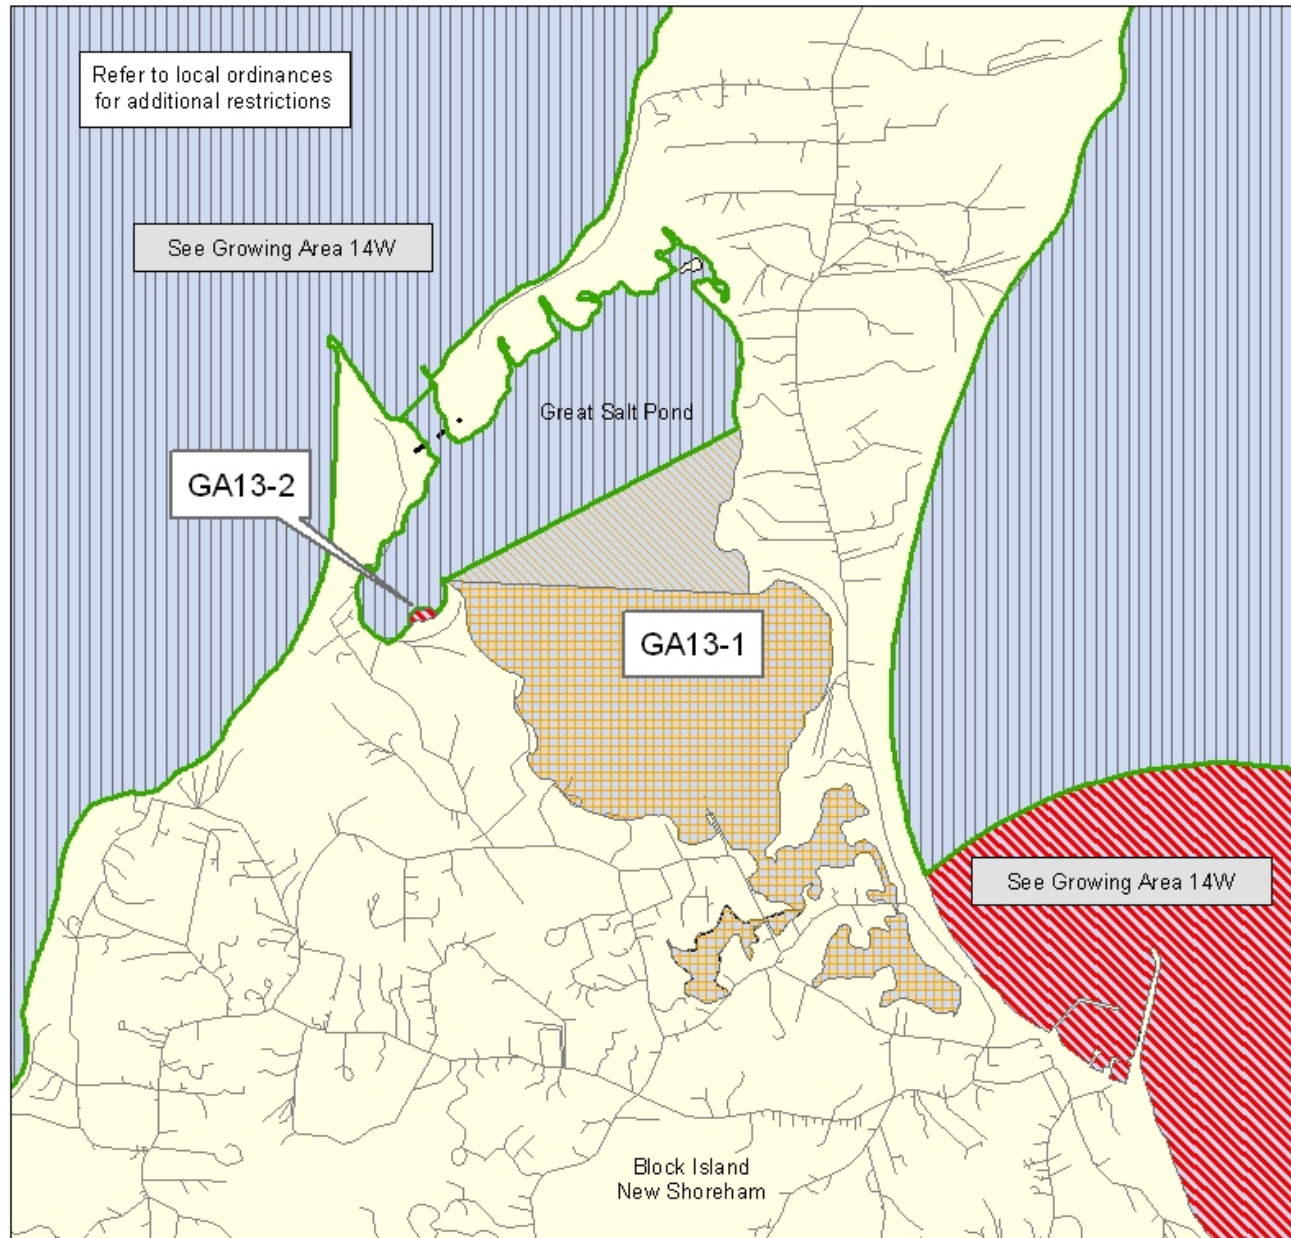 Refer to local ordinances
for additional restrictions
See Growing Area 14W
Great Salt Pond
GA13-2
GA13-1
See Growing Area 14W
Block Island
New Shoreham